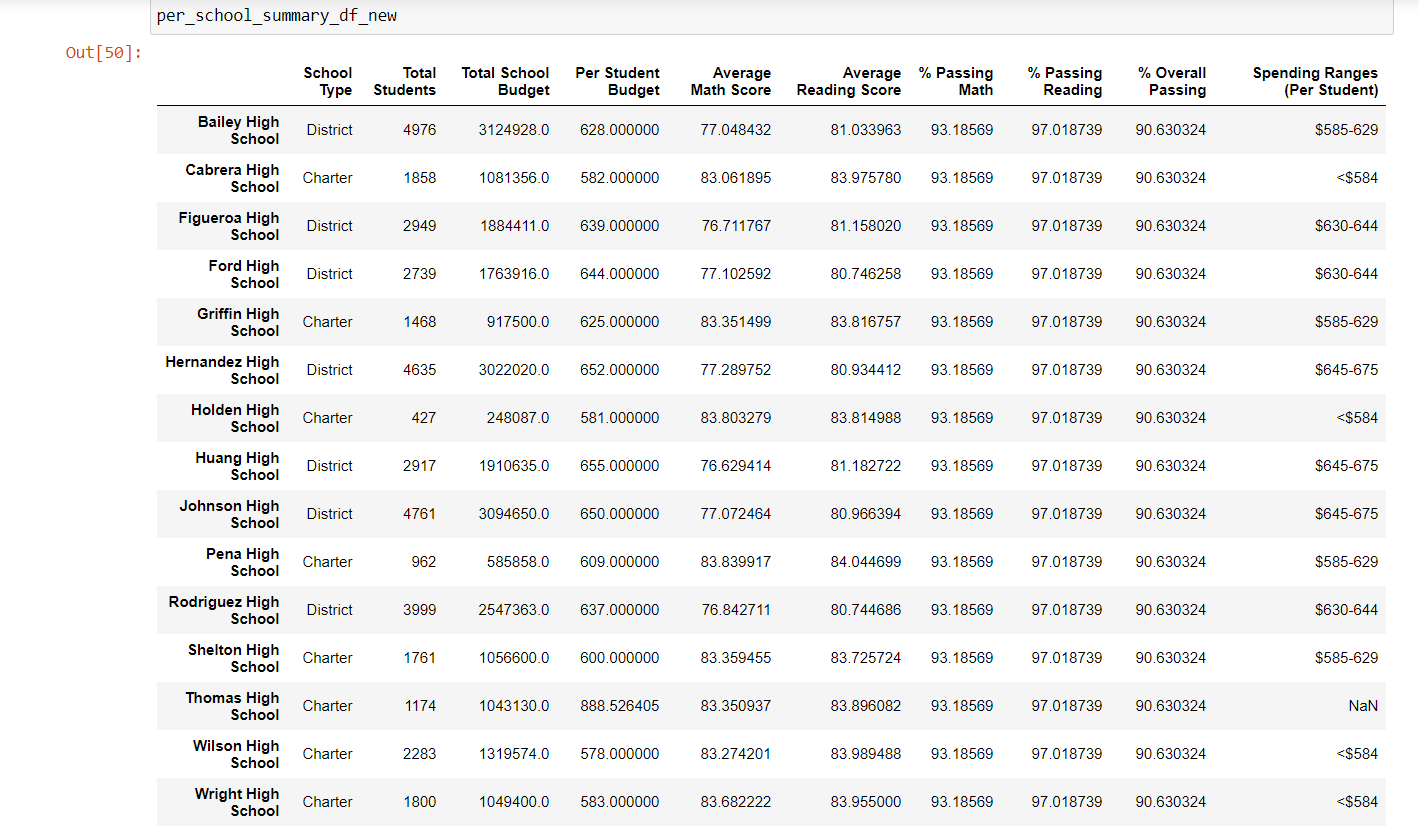 per_school_summary_df_new
Out[50]:
School Type Total Students Total School Budget Per Student Budget Average Math Score Average Reading Score % Passing Math % Passing Reading % Overall Passing Spending Ranges (Per Student)
Bailey High School District 4976 3124928.0 628.000000 77.048432 81.033963 93.18569 97.018739 90.630324 $585-629
Cabrera High School Charter 1858 1081356.0 582.000000 83.061895 83.975780 93.18569 97.018739 90.630324 <$584
Figueroa High School District 2949 1884411.0 639.000000 76.711767 81.158020 93.18569 97.018739 90.630324 $630-644
Ford High School District 2739 1763916.0 644.000000 77.102592 80.746258 93.18569 97.018739 90.630324 $630-644
Griffin High School Charter 1468 917500.0 625.000000 83.351499 83.816757 93.18569 97.018739 90.630324 $585-629
Hernandez High School District 4635 3022020.0 652.000000 77.289752 80.934412 93.18569 97.018739 90.630324 $645-675
Holden High School Charter 427 248087.0 581.000000 83.803279 83.814988 93.18569 97.018739 90.630324 <$584
Huang High School District 2917 1910635.0 655.000000 76.629414 81.182722 93.18569 97.018739 90.630324 $645-675
Johnson High School District 4761 3094650.0 650.000000 77.072464 80.966394 93.18569 97.018739 90.630324 $645-675
Pena High School Charter 962 585858.0 609.000000 83.839917 84.044699 93.18569 97.018739 90.630324 $585-629
Rodriguez High School District 3999 2547363.0 637.000000 76.842711 80.744686 93.18569 97.018739 90.630324 $630-644
Shelton High School Charter 1761 1056600.0 600.000000 83.359455 83.725724 93.18569 97.018739 90.630324 $585-629
Thomas High School Charter 1174 1043130.0 888.526405 83.350937 83.896082 93.18569 97.018739 90.630324 NaN
Wilson High School Charter 2283 1319574.0 578.000000 83.274201 83.989488 93.18569 97.018739 90.630324 <$584
Wright High School Charter 1800 1049400.0 583.000000 83.682222 83.955000 93.18569 97.018739 90.630324 <$584